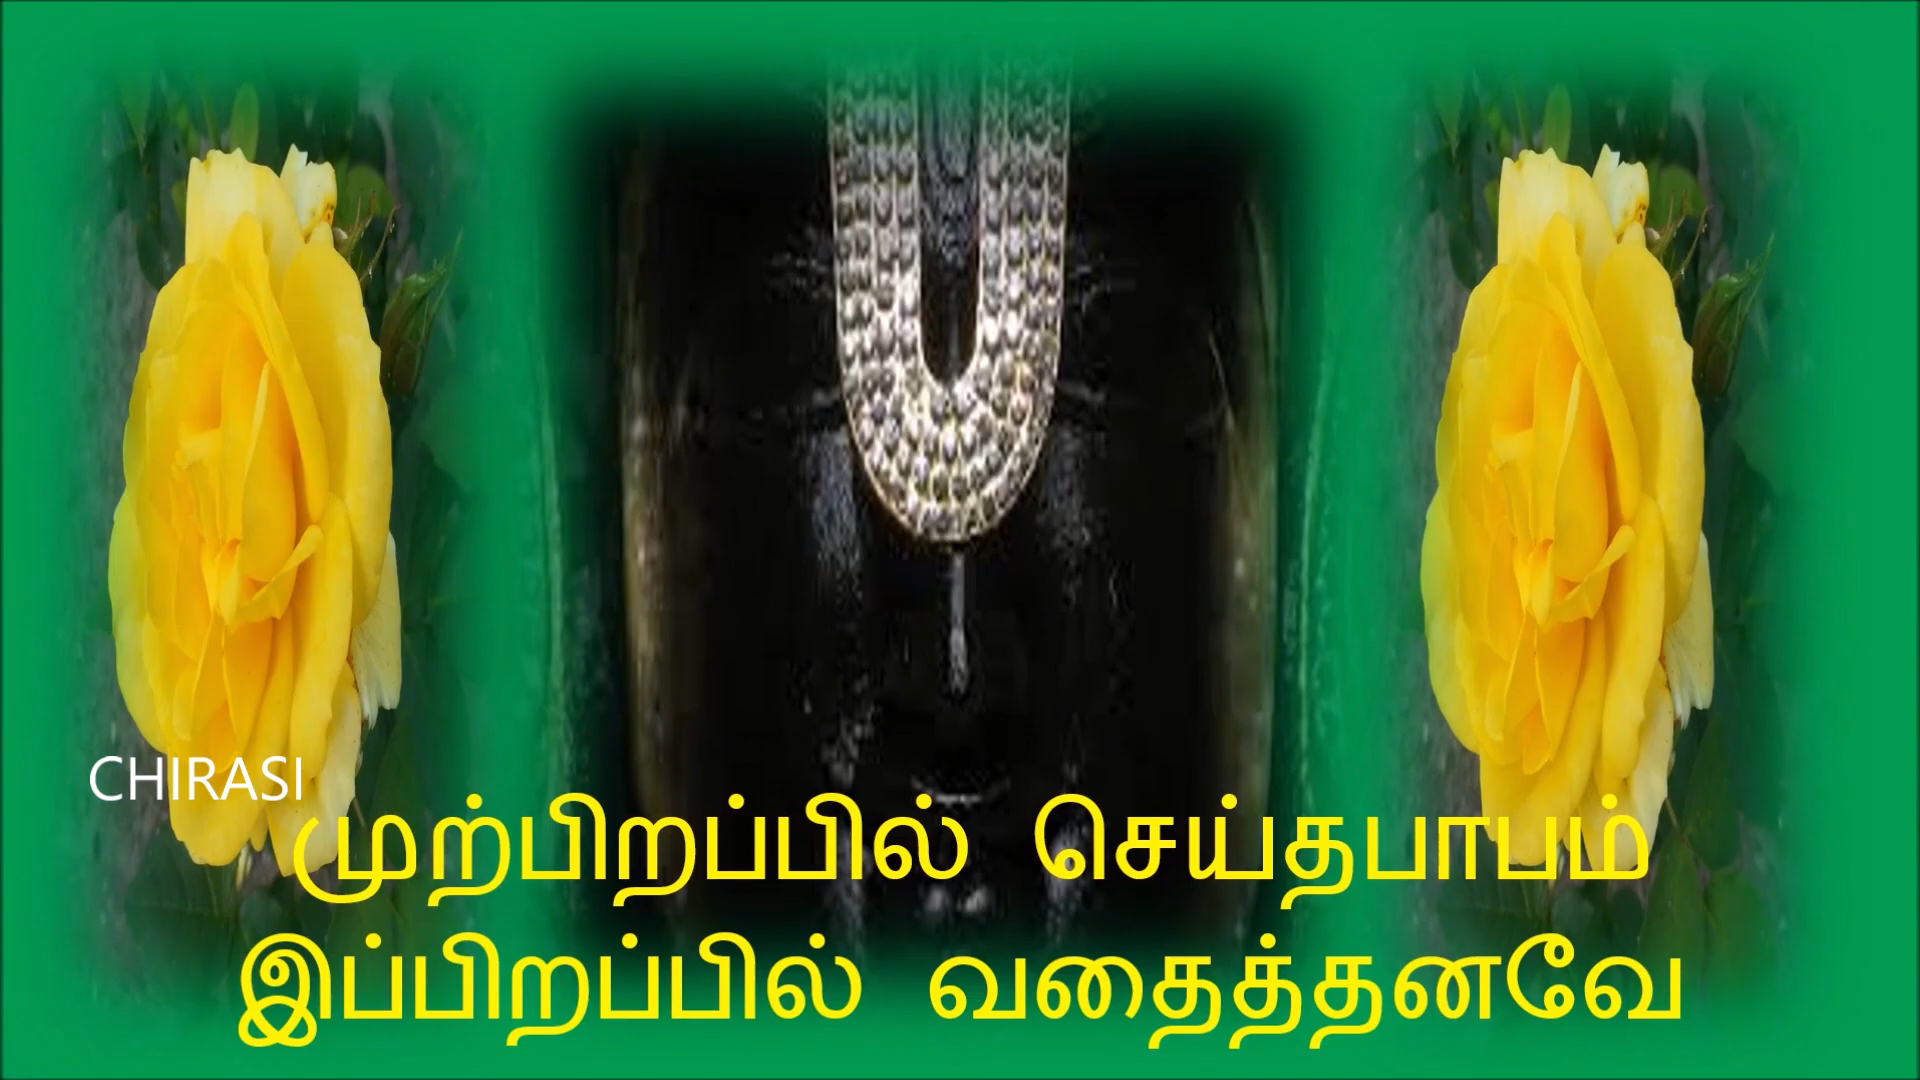 CHIRASI
முற்பிறப்பில் செய்தபாபம்
இப்பிறப்பில் வதைத்தனவே